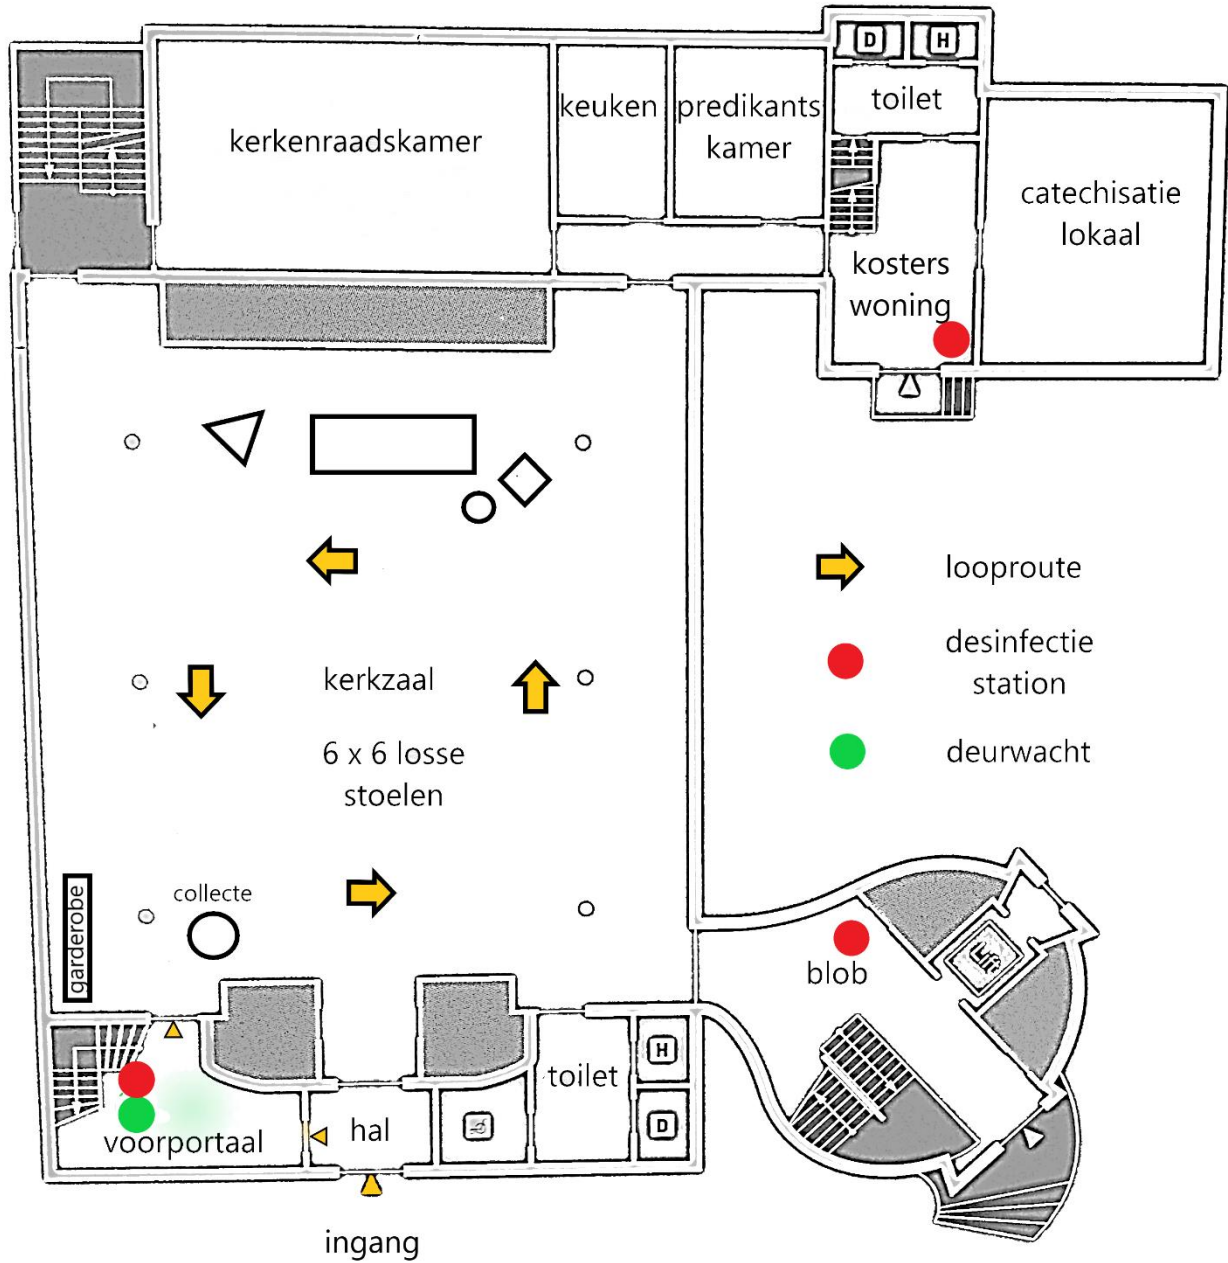 D
H
toilet
keuken
predikants
kamer
kerkenraadskamer
catechisatie
lokaal
kosters
woning
looproute
desinfectie
station
deurwacht
kerkzaal
6 x 6 losse
stoelen
collecte
garderobe
blob
H
toilet
D
hal
voorportaal
ingang